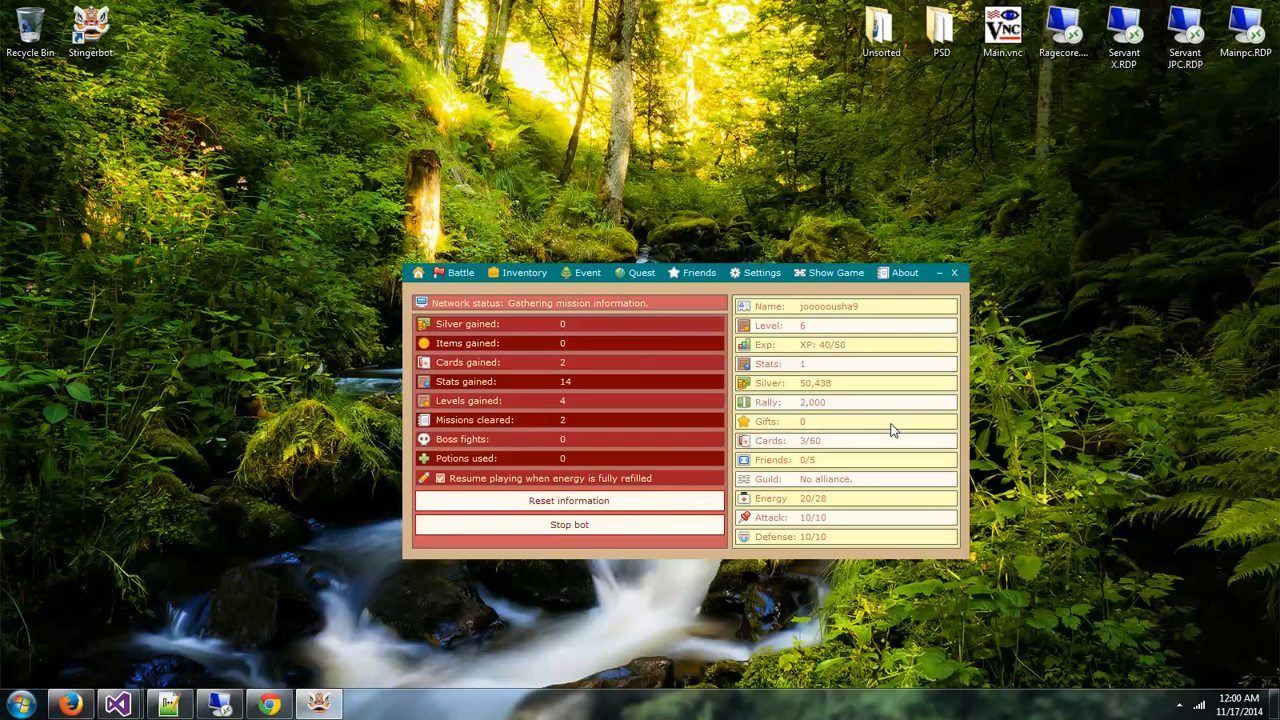 Recycle Bin
Stingerbot
Unsorted
PSD
Main.vnc
Ragecore....
Servant
X.RDP
Servant
JPC.RDP
Mainpc.RDP
VNC
Battle Inventory Event Quest Friends Settings Show Game About – X
Network status: Gathering mission information.
Silver gained: 0
Items gained: 0
Cards gained: 2
Stats gained: 14
Levels gained: 4
Missions cleared: 2
Boss fights: 0
Potions used: 0
Resume playing when energy is fully refilled
Reset information
Stop bot
Name: jooooousha9
Level: 6
Exp: XP: 40/50
Stats: 1
Silver: 50,438
Rally: 2,000
Gifts: 0
Cards: 3/60
Friends: 0/5
Guild: No alliance.
Energy 20/28
Attack: 10/10
Defense: 10/10
12:00 AM
11/17/2014